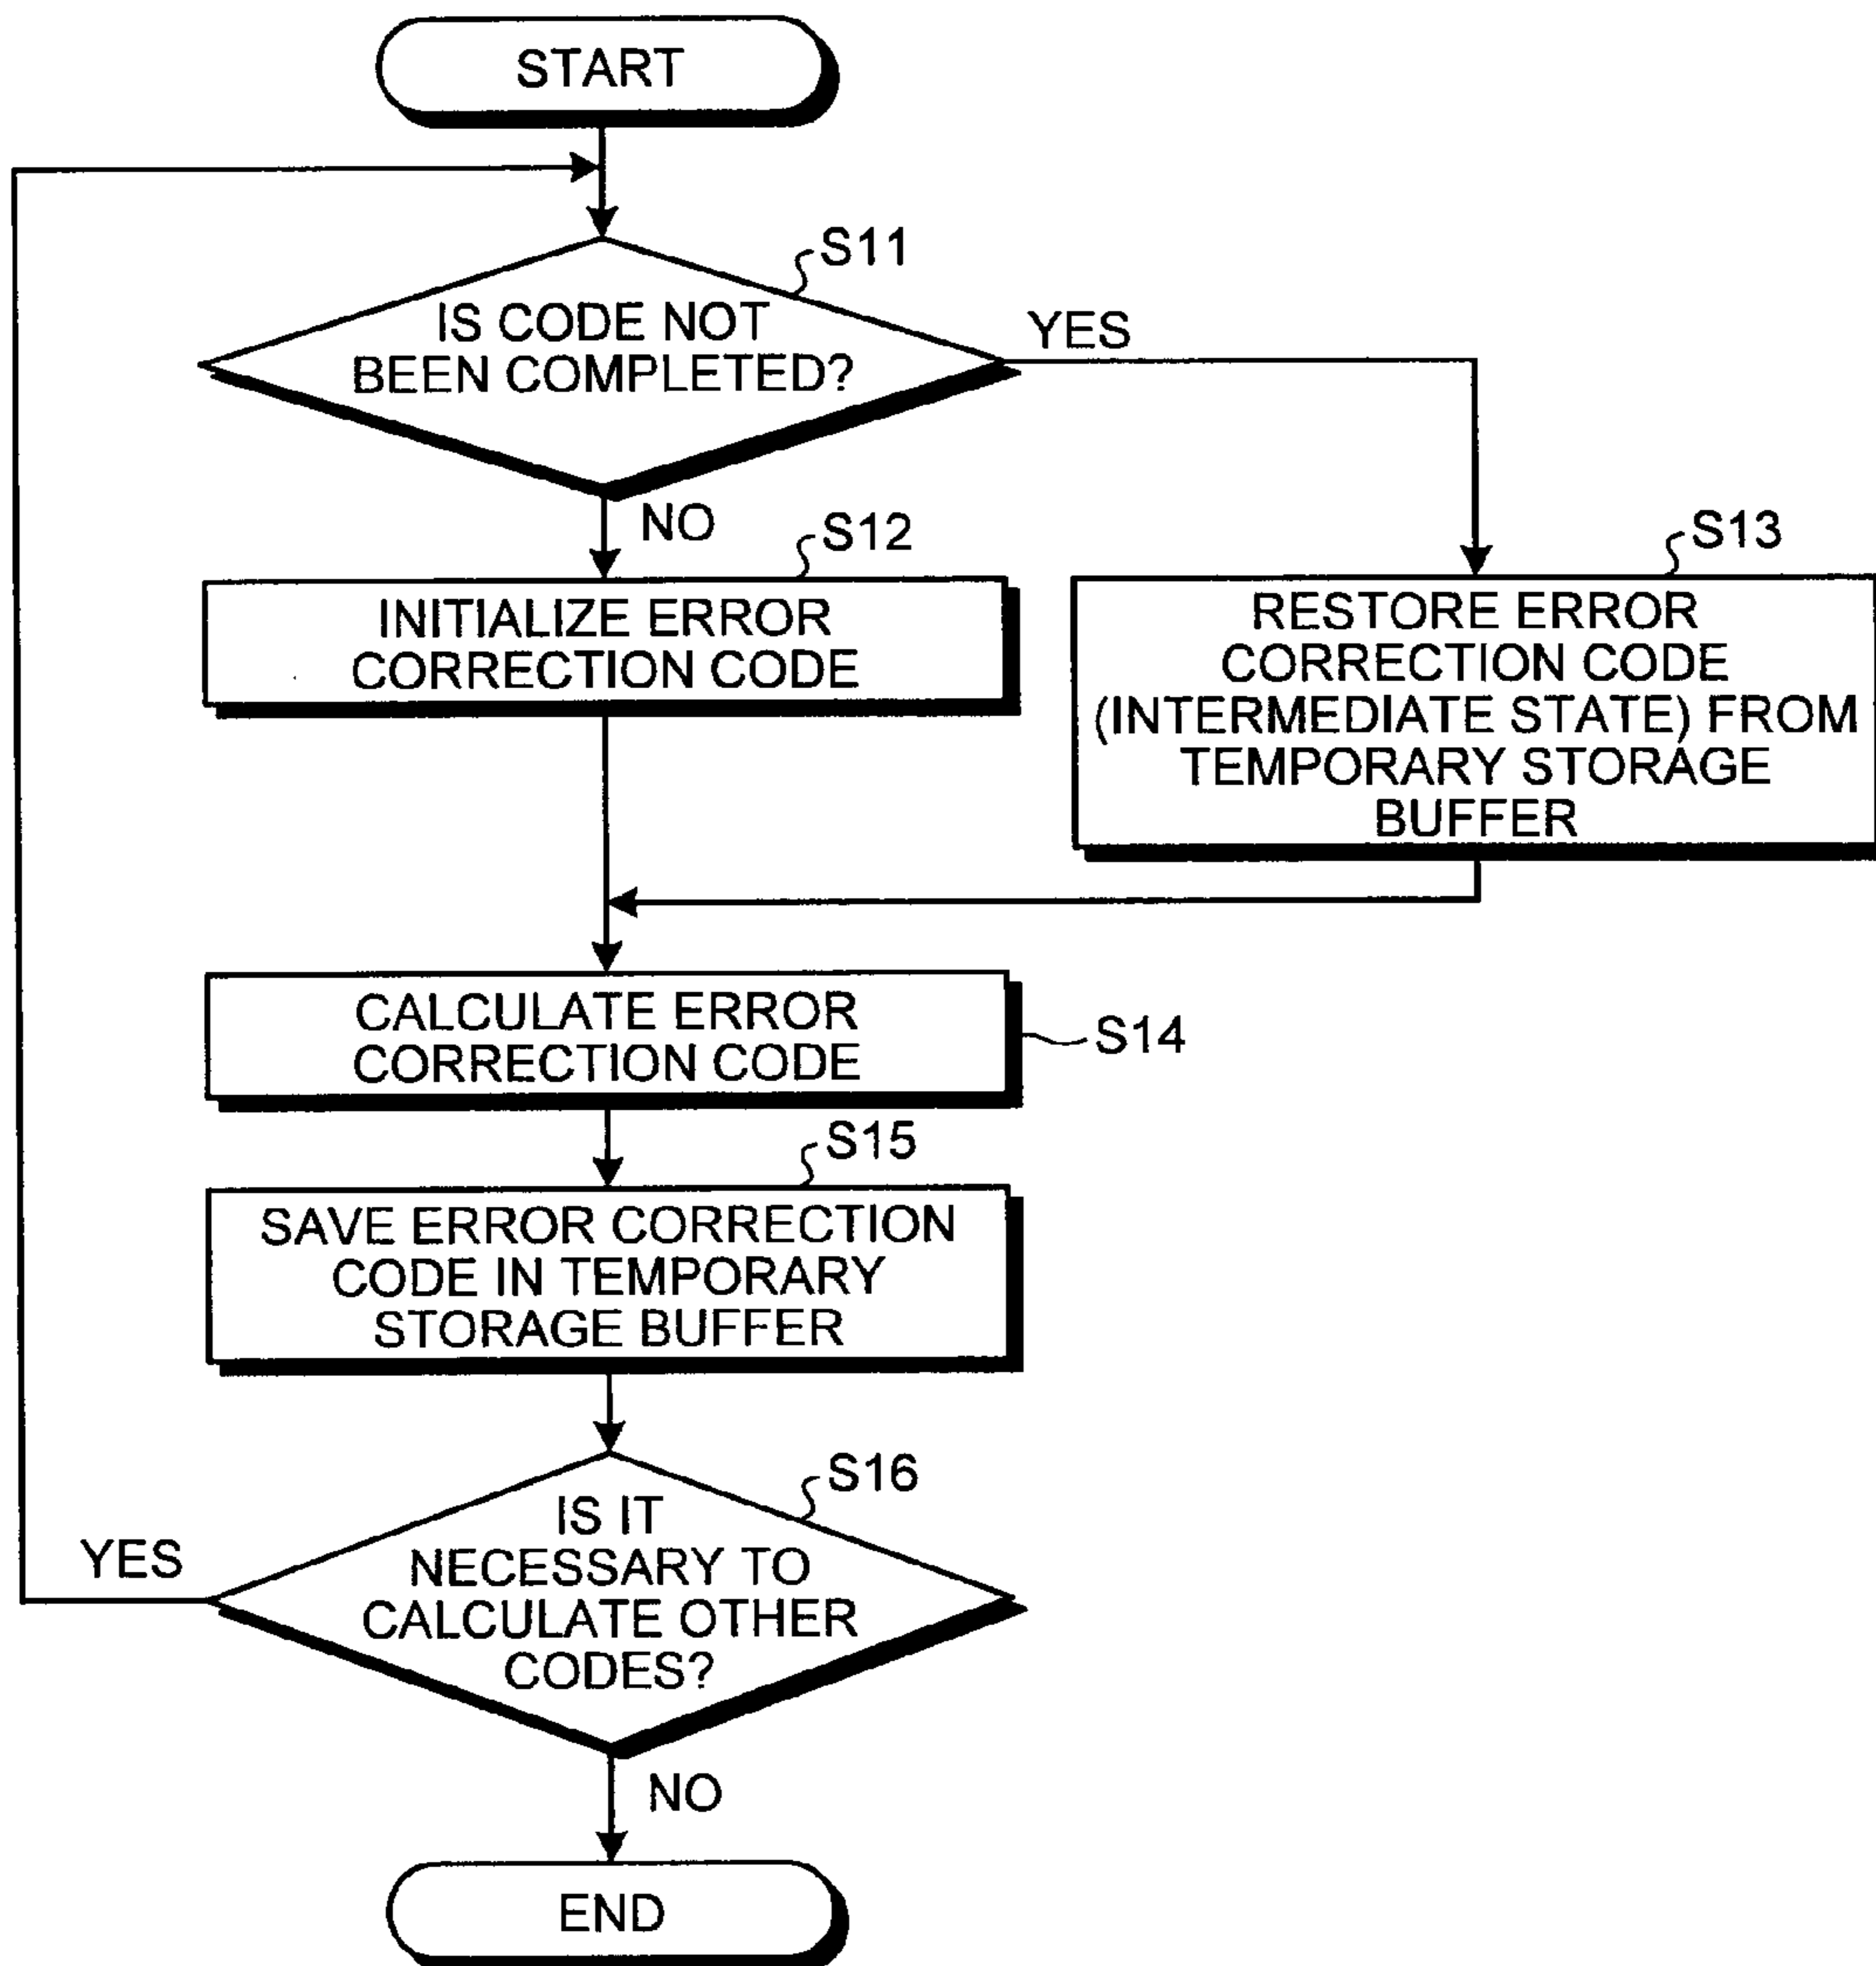 START
S11
IS CODE NOT
BEEN COMPLETED?
YES
NO
S12
INITIALIZE ERROR
CORRECTION CODE
S13
RESTORE ERROR
CORRECTION CODE
(INTERMEDIATE STATE) FROM
TEMPORARY STORAGE
BUFFER
CALCULATE ERROR
CORRECTION CODE
S14
S15
SAVE ERROR CORRECTION
CODE IN TEMPORARY
STORAGE BUFFER
S16
IS IT
NECESSARY TO
CALCULATE OTHER
CODES?
YES
NO
END